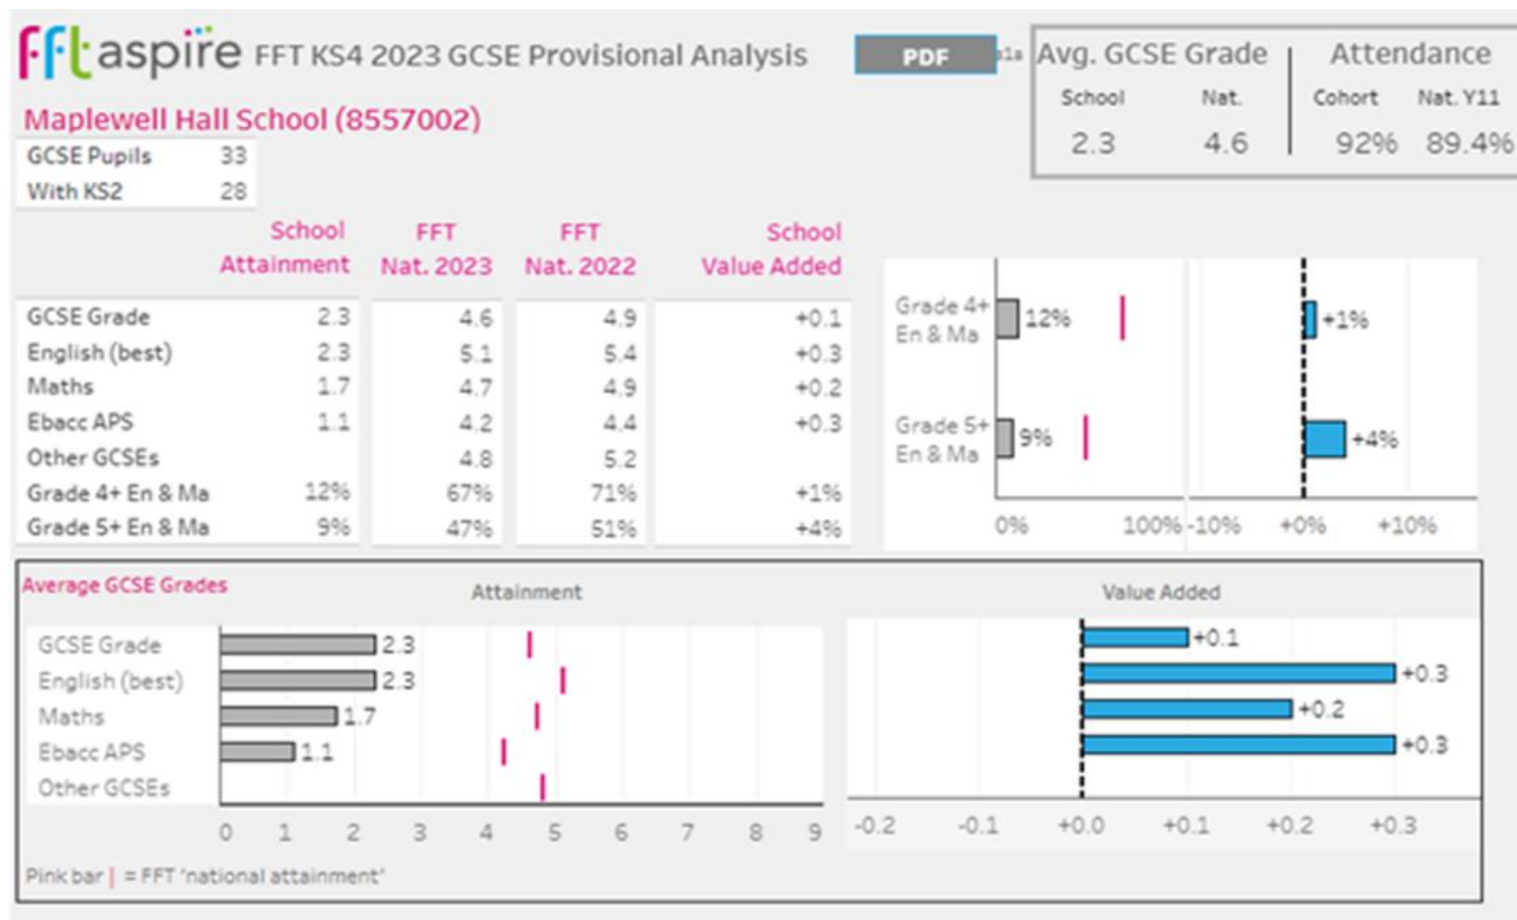 fft aspire FFT KS4 2023 GCSE Provisional Analysis
PDF
s1a
Avg. GCSE Grade Attendance
School Nat. Cohort Nat. Y11
2.3 4.6 92% 89.4%
Maplewell Hall School (8557002)
GCSE Pupils 33
With KS2 28
School FFT FFT School
Attainment Nat. 2023 Nat. 2022 Value Added
GCSE Grade 2.3 4.6 4.9 +0.1
English (best) 2.3 5.1 5.4 +0.3
Maths 1.7 4.7 4.9 +0.2
Ebacc APS 1.1 4.2 4.4 +0.3
Other GCSEs 4.8 5.2
Grade 4+ En & Ma 12% 67% 71% +1%
Grade 5+ En & Ma 9% 47% 51% +4%
Grade 4+ 12% +1%
En & Ma
Grade 5+ 9% +4%
En & Ma
0% 100% -10% +0% +10%
Average GCSE Grades Attainment Value Added
GCSE Grade 2.3 +0.1
English (best) 2.3 +0.3
Maths 1.7 +0.2
Ebacc APS 1.1 +0.3
Other GCSEs
0 1 2 3 4 5 6 7 8 9 -0.2 -0.1 +0.0 +0.1 +0.2 +0.3
Pink bar | = FFT 'national attainment'